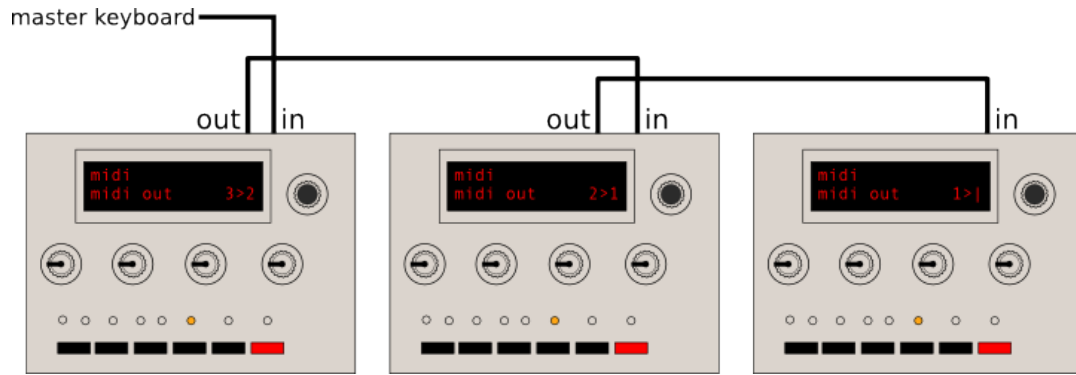 master keyboard
out in
out in
in
midi
midi out 3>2
midi
midi out 2>1
midi
midi out 1>|